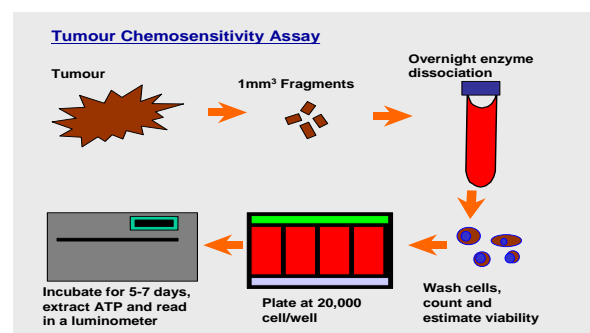 Tumour Chemosensitivity Assay
Tumour
1mm³ Fragments
Overnight enzyme
dissociation
Wash cells,
count and
estimate viability
Plate at 20,000
cell/well
Incubate for 5-7 days,
extract ATP and read
in a luminometer